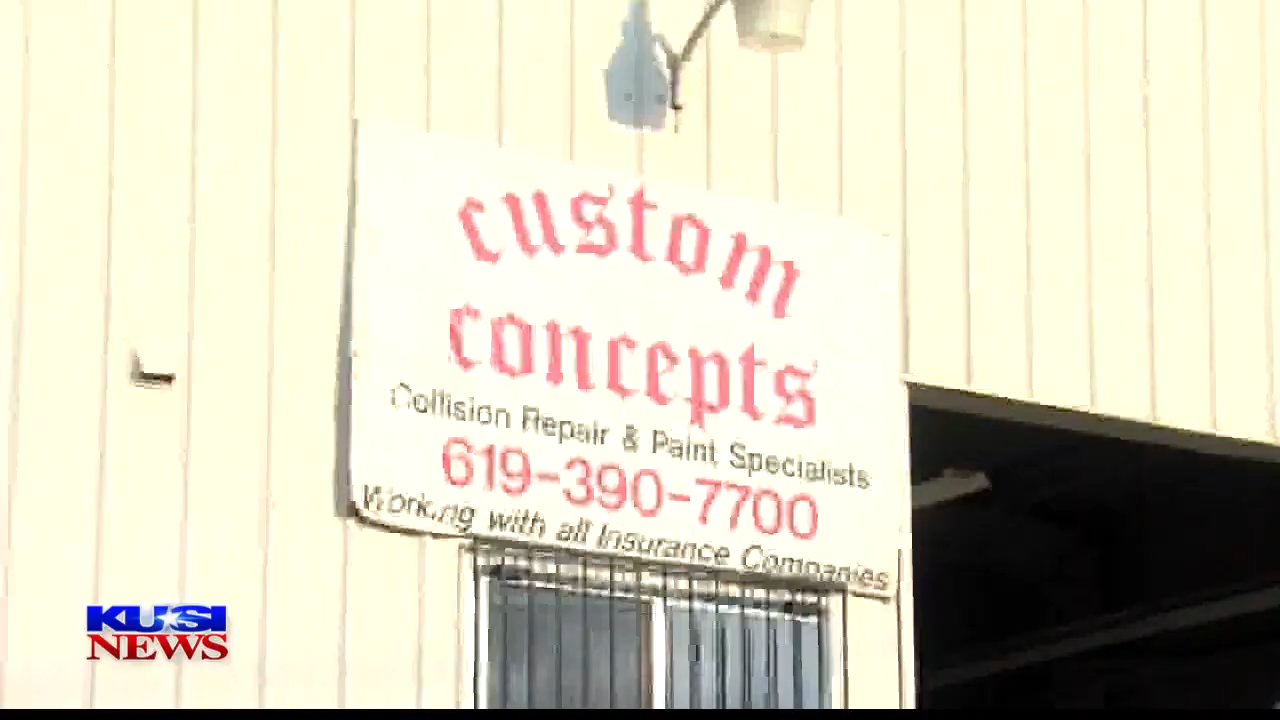 custom
concepts
Collision Repair & Paint Specialists
619-390-7700
Working with all Insurance Companies
KUSI
NEWS